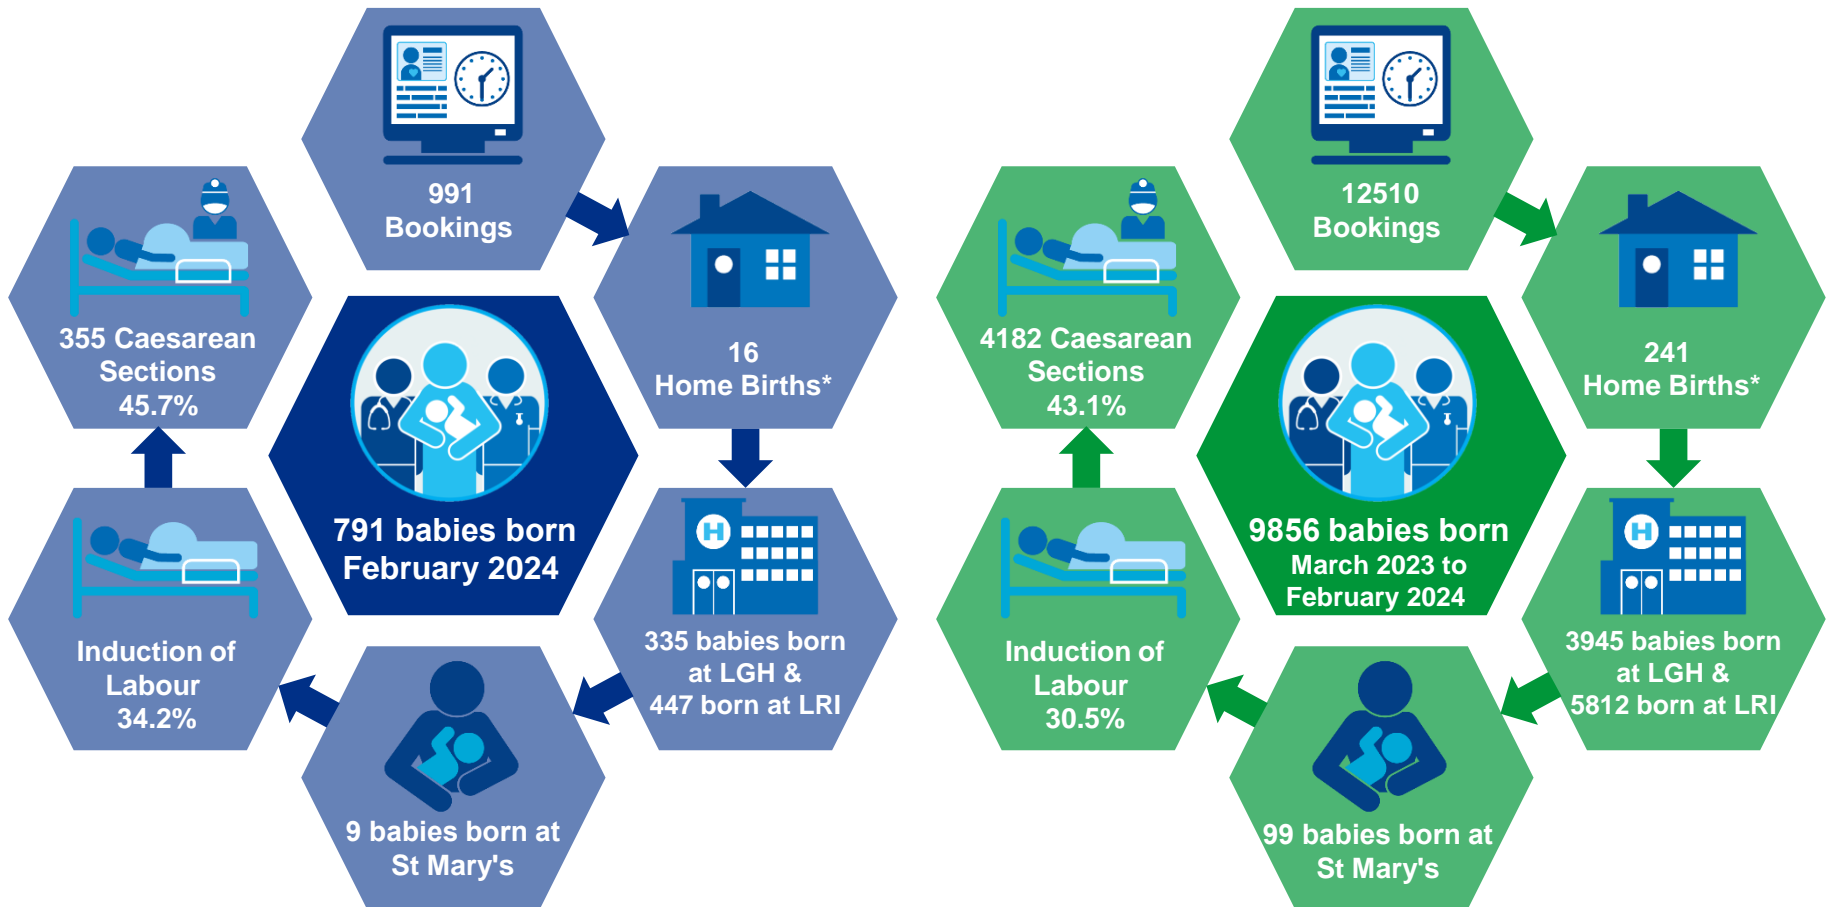 991
Bookings
16
Home Births*
335 babies born
at LGH &
447 born at LRI
9 babies born at
St Mary's
Induction of
Labour
34.2%
355 Caesarean
Sections
45.7%
791 babies born
February 2024
12510
Bookings
241
Home Births*
3945 babies born
at LGH &
5812 born at LRI
99 babies born at
St Mary's
Induction of
Labour
30.5%
4182 Caesarean
Sections
43.1%
9856 babies born
March 2023 to
February 2024
H
H